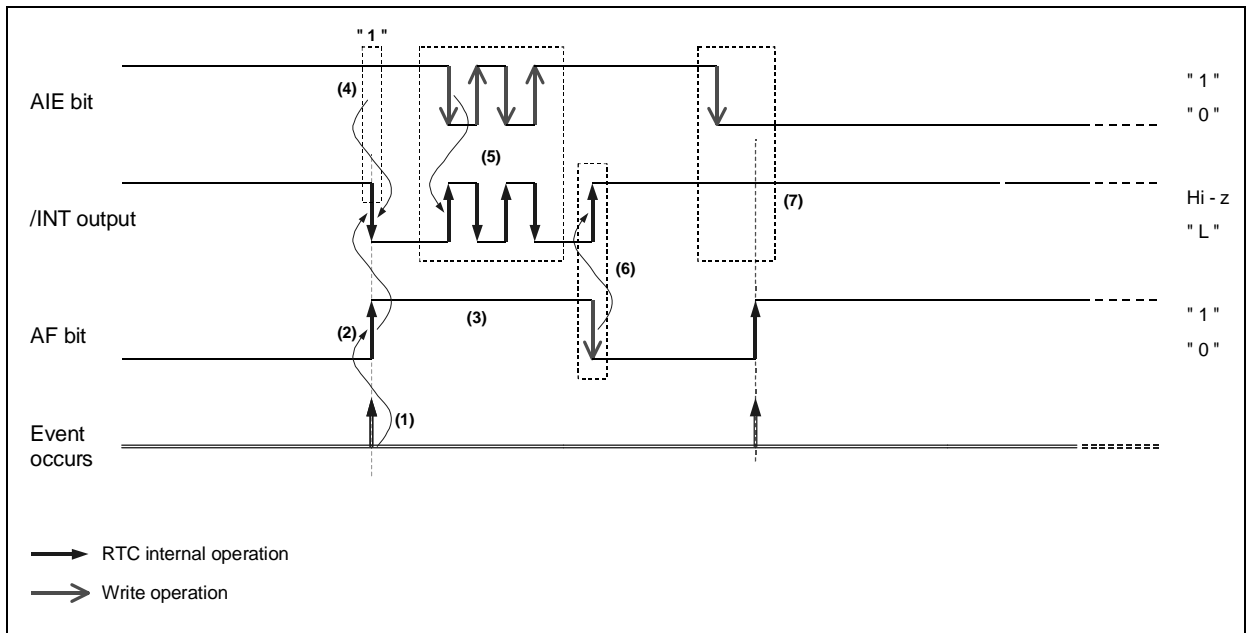 " 1 "
AIE bit
(4)
" 1 "
" 0 "
(5)
/INT output
(7)
Hi - z
" L "
(6)
AF bit
(2)
(3)
" 1 "
" 0 "
(1)
Event
occurs
RTC internal operation
Write operation